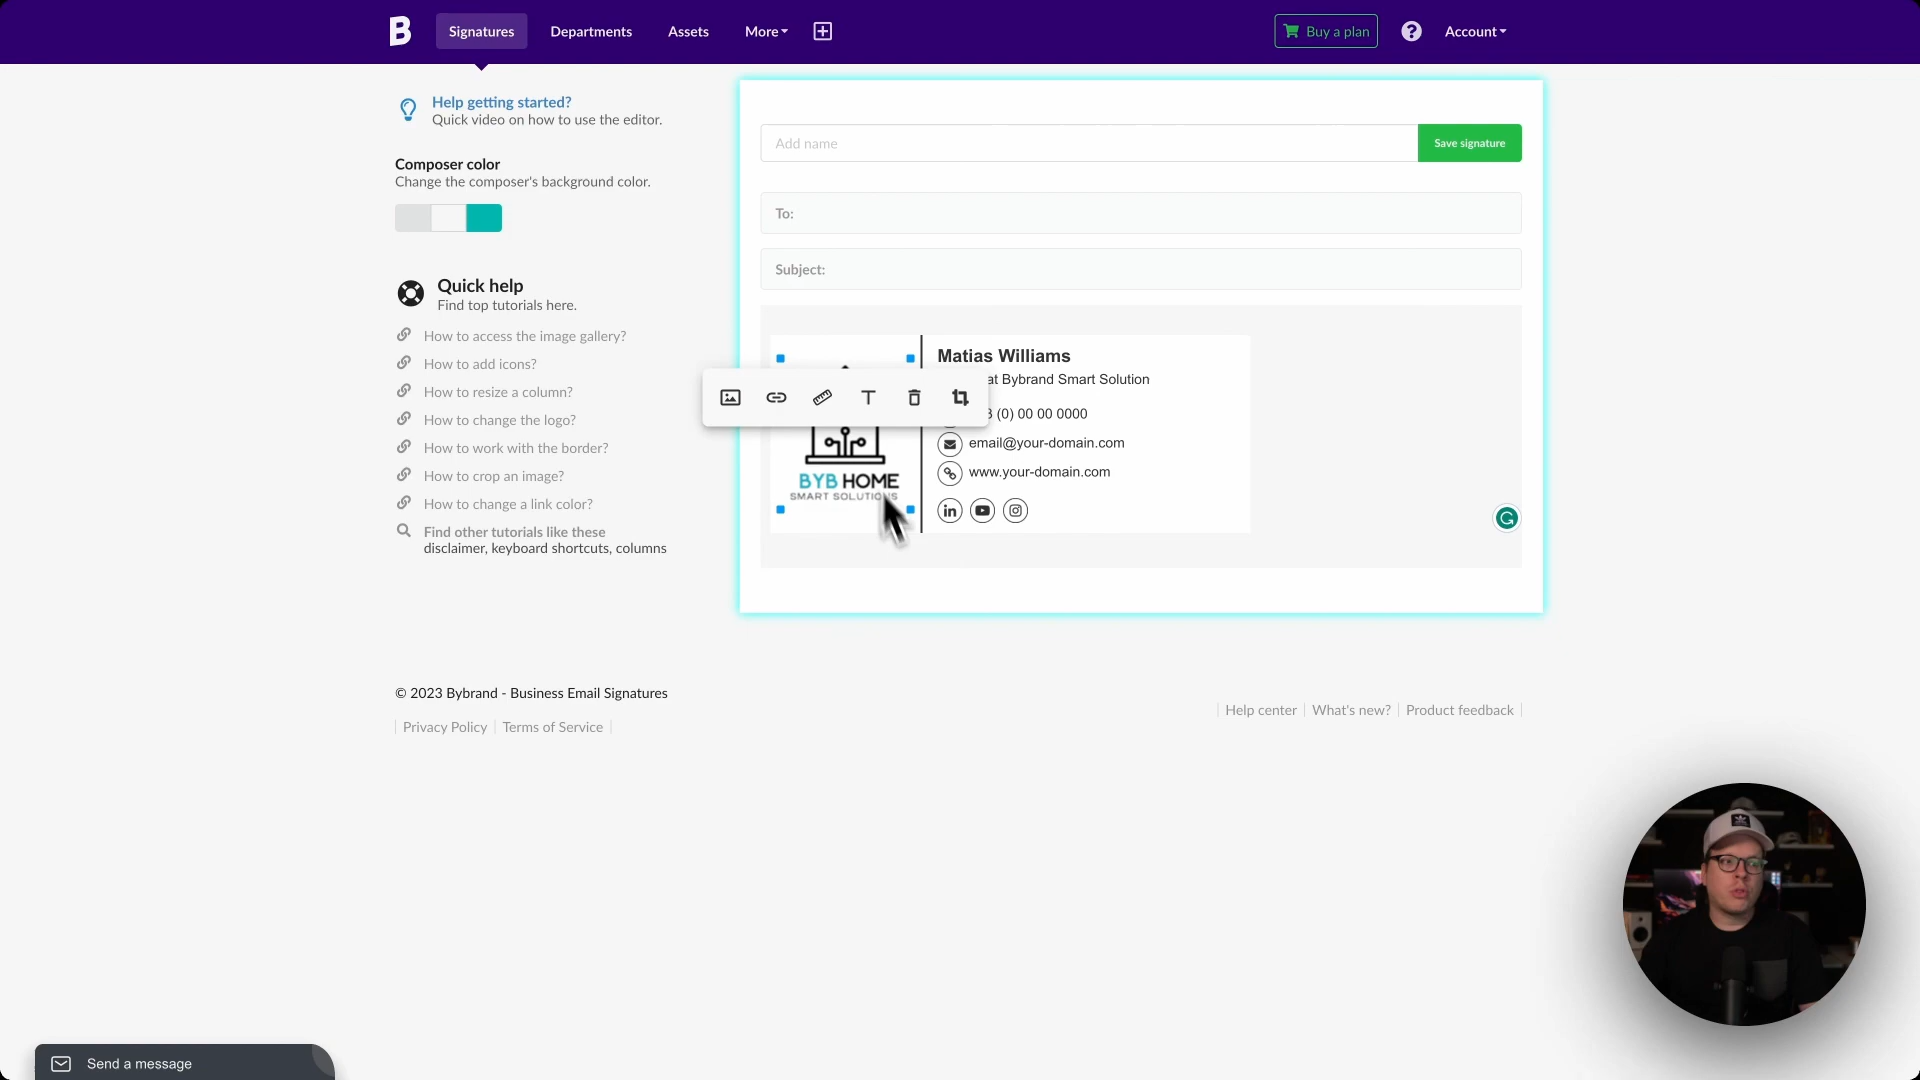 B
Signatures
Departments
Assets
More
Buy a plan
?
Account
Help getting started?
Quick video on how to use the editor.
Composer color
Change the composer's background color.
Quick help
Find top tutorials here.
How to access the image gallery?
How to add icons?
How to resize a column?
How to change the logo?
How to work with the border?
How to crop an image?
How to change a link color?
Find other tutorials like these
disclaimer, keyboard shortcuts, columns
Add name
Save signature
To:
Subject:
T
BYB HOME
SMART SOLUTIONS
Matias Williams
at Bybrand Smart Solution
(0) 00 00 0000
email@your-domain.com
www.your-domain.com
in
G
© 2023 Bybrand - Business Email Signatures
Privacy Policy
Terms of Service
Help center
What's new?
Product feedback
Send a message